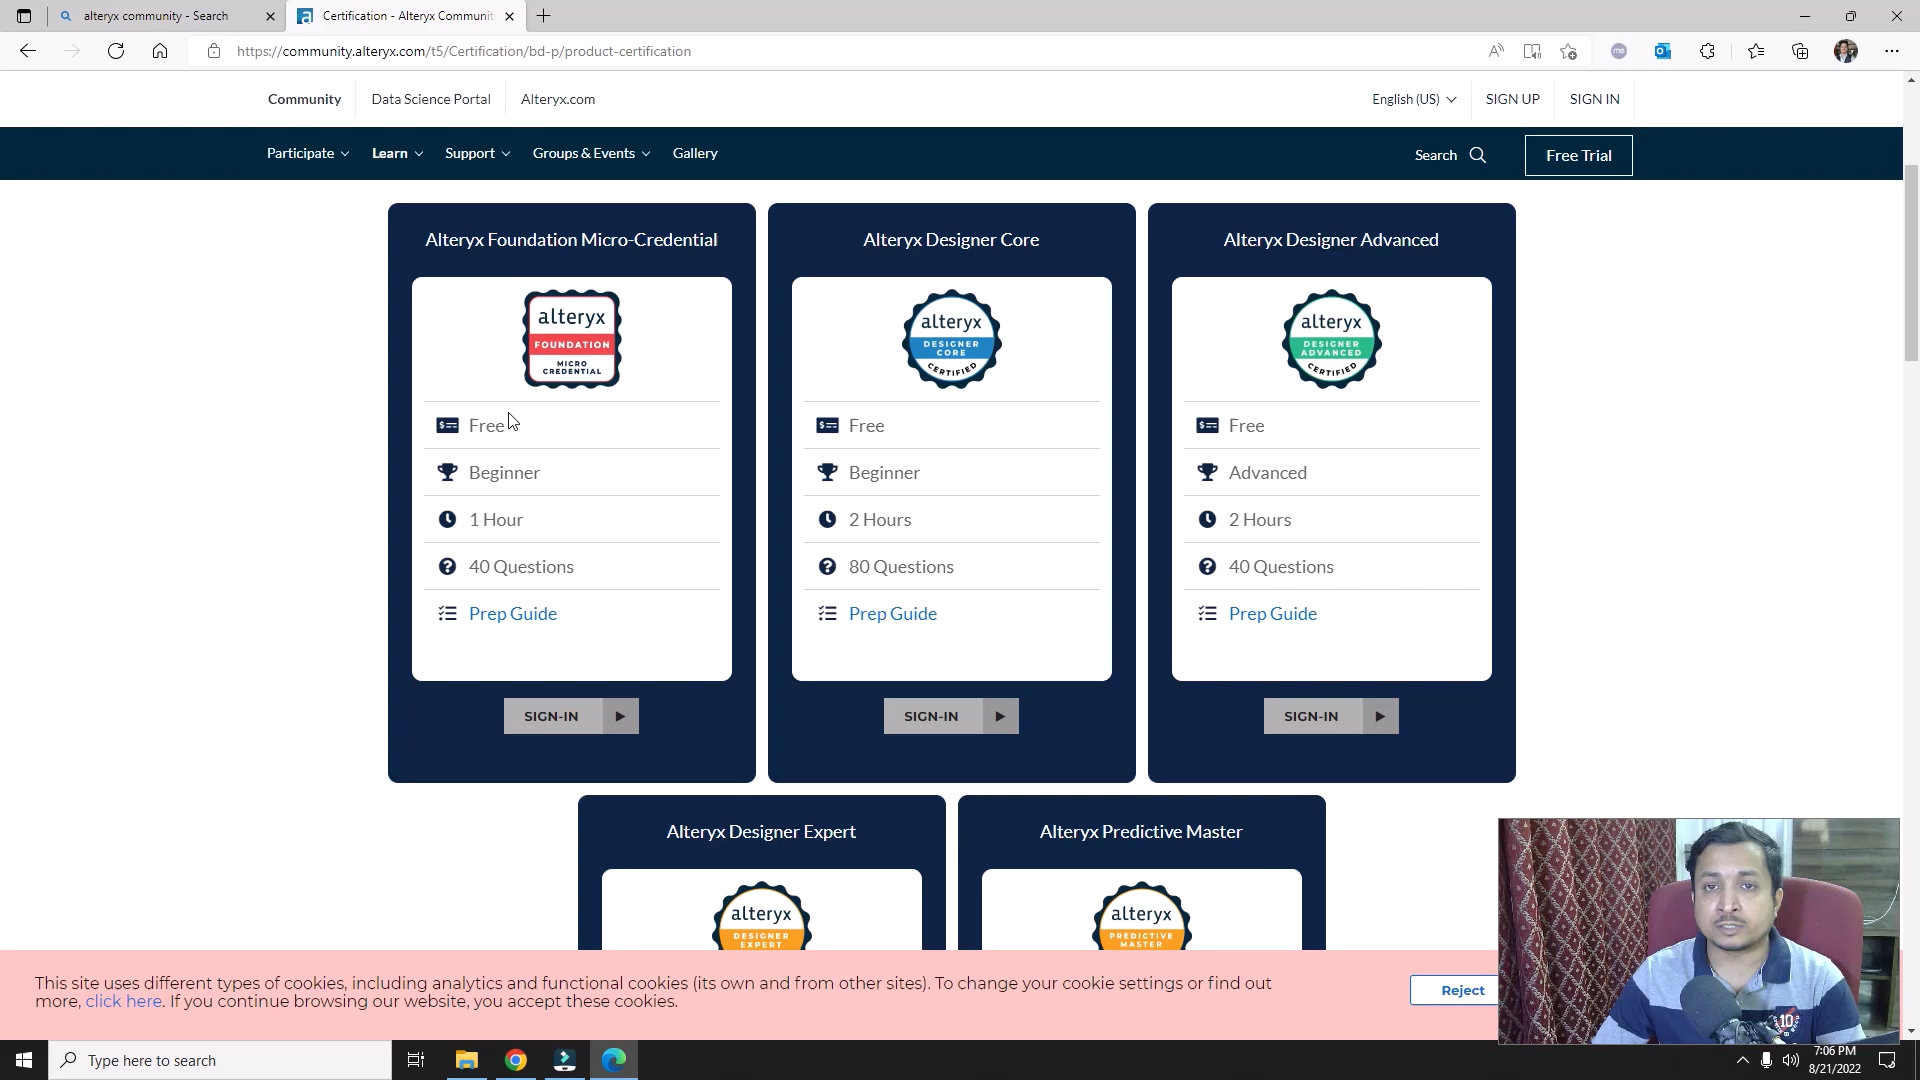 alteryx community - Search
Certification - Alteryx Communit
https://community.alteryx.com/t5/Certification/bd-p/product-certification
Community
Data Science Portal
Alteryx.com
English (US)
SIGN UP
SIGN IN
Participate
Learn
Support
Groups & Events
Gallery
Search
Free Trial
Alteryx Foundation Micro-Credential
alteryx
FOUNDATION
MICRO
CREDENTIAL
Free
Beginner
1 Hour
40 Questions
Prep Guide
SIGN-IN
Alteryx Designer Core
alteryx
DESIGNER
CORE
CERTIFIED
Free
Beginner
2 Hours
80 Questions
Prep Guide
SIGN-IN
Alteryx Designer Advanced
alteryx
DESIGNER
ADVANCED
CERTIFIED
Free
Advanced
2 Hours
40 Questions
Prep Guide
SIGN-IN
Alteryx Designer Expert
alteryx
DESIGNER
EXPERT
Alteryx Predictive Master
alteryx
PREDICTIVE
MASTER
This site uses different types of cookies, including analytics and functional cookies (its own and from other sites). To change your cookie settings or find out
more, click here. If you continue browsing our website, you accept these cookies.
Reject
10
Type here to search
7:06 PM
8/21/2022